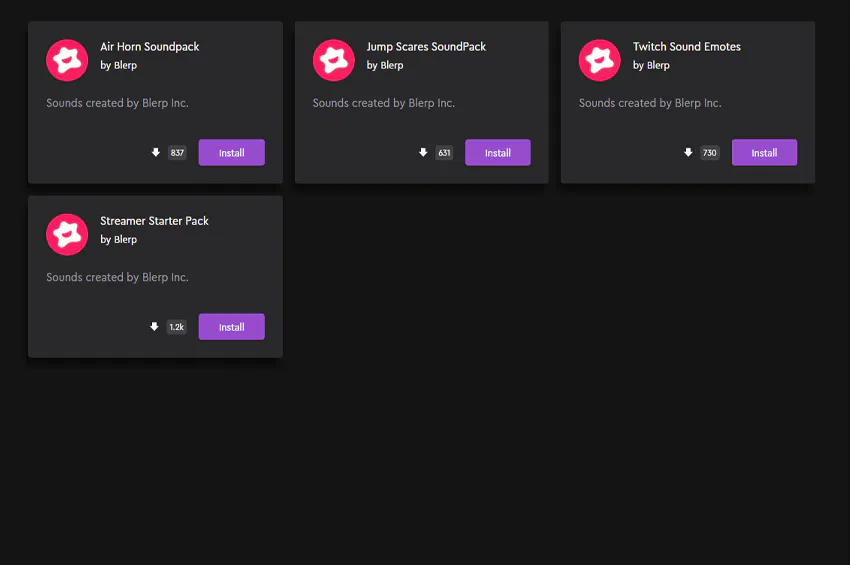 Air Horn Soundpack
by Blerp
Sounds created by Blerp Inc.
837
Install
Jump Scares SoundPack
by Blerp
Sounds created by Blerp Inc.
631
Install
Twitch Sound Emotes
by Blerp
Sounds created by Blerp Inc.
730
Install
Streamer Starter Pack
by Blerp
Sounds created by Blerp Inc.
1.2k
Install